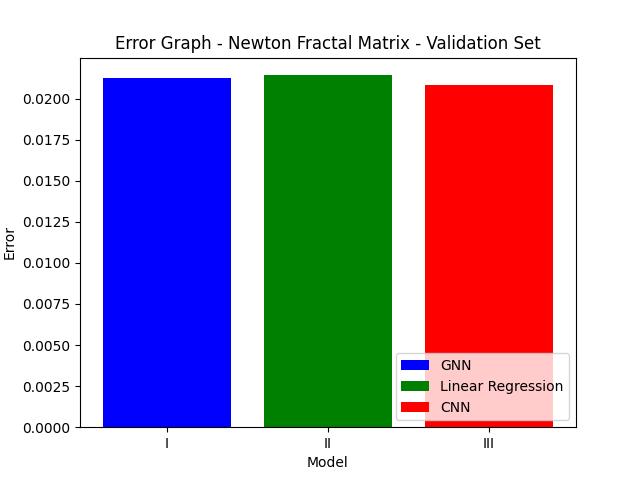 Error Graph - Newton Fractal Matrix - Validation Set
Error
0.0200
0.0175
0.0150
0.0125
0.0100
0.0075
0.0050
0.0025
0.0000
GNN
Linear Regression
CNN
I
II
III
Model